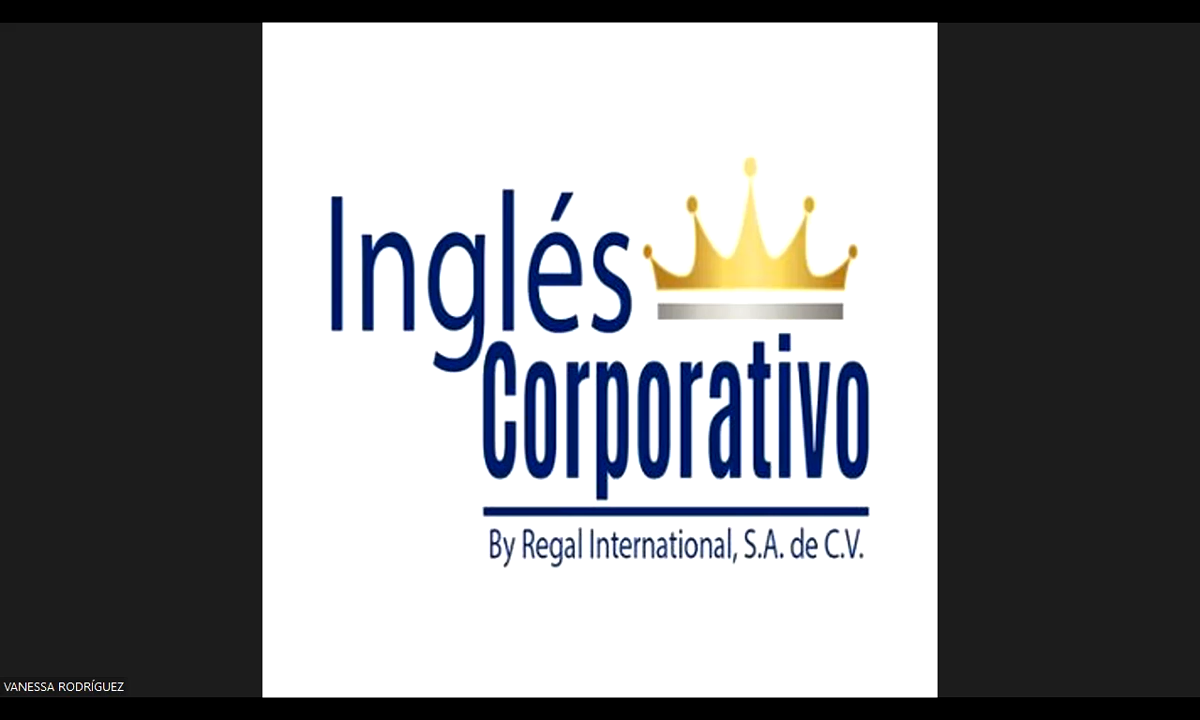 Inglés
Corporativo
By Regal International, S.A. de C.V.
VANESSA RODRÍGUEZ